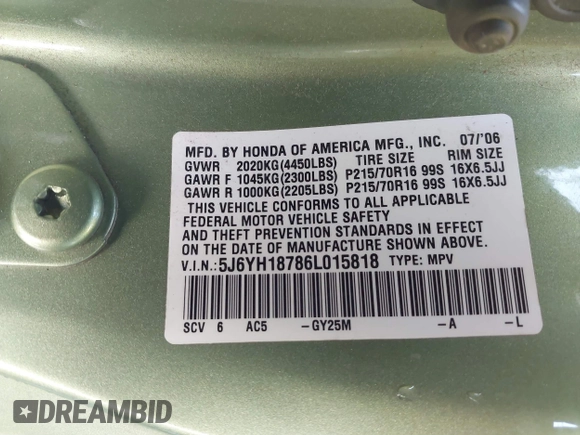 MFD. BY HONDA OF AMERICA MFG., INC. 07/'06
GVWR 2020KG(4450LBS) TIRE SIZE RIM SIZE
GAWR F 1045KG(2300LBS) P215/70R16 99S 16X6.5JJ
GAWR R 1000KG(2205LBS) P215/70R16 99S 16X6.5JJ
THIS VEHICLE CONFORMS TO ALL APPLICABLE
FEDERAL MOTOR VEHICLE SAFETY
AND THEFT PREVENTION STANDARDS IN EFFECT
ON THE DATE OF MANUFACTURE SHOWN ABOVE.
V.I.N.:5J6YH18786L015818 TYPE: MPV
SCV 6 AC5 -GY25M -A -L
DREAMBID